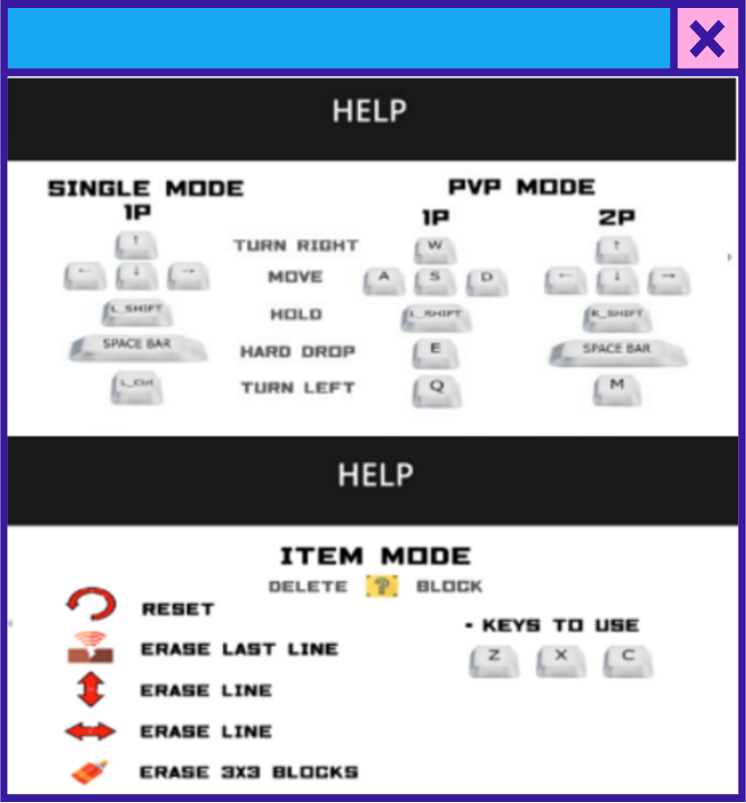 HELP
SINGLE MODE PVP MODE
1P 1P 2P
↑ TURN RIGHT W ↑
← ↓ → MOVE A S D ← ↓ →
L_SHIFT HOLD L_SHIFT R_SHIFT
SPACE BAR HARD DROP E SPACE BAR
L_Ctrl TURN LEFT Q M
HELP
ITEM MODE
DELETE ? BLOCK
RESET
- KEYS TO USE
ERASE LAST LINE
Z X C
ERASE LINE
ERASE LINE
ERASE 3X3 BLOCKS